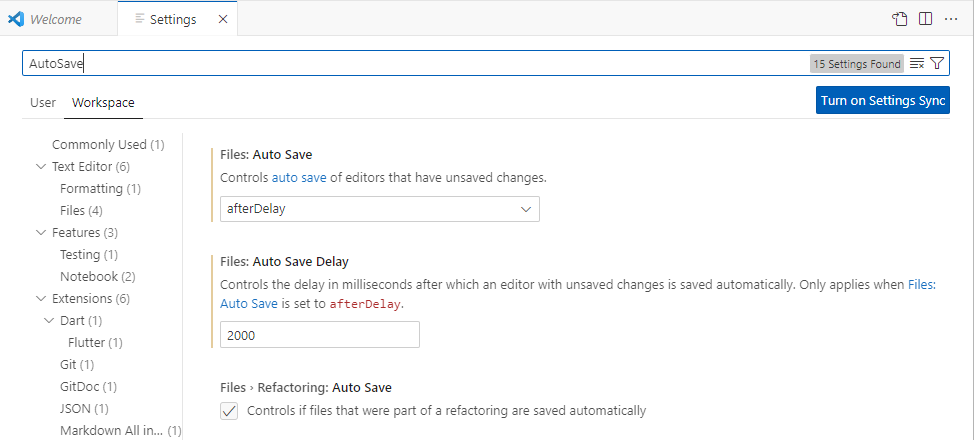 Welcome
Settings
AutoSave
15 Settings Found
User
Workspace
Turn on Settings Sync
Commonly Used (1)
Text Editor (6)
Formatting (1)
Files (4)
Features (3)
Testing (1)
Notebook (2)
Extensions (6)
Dart (1)
Flutter (1)
Git (1)
GitDoc (1)
JSON (1)
Markdown All in... (1)
Files: Auto Save
Controls auto save of editors that have unsaved changes.
afterDelay
Files: Auto Save Delay
Controls the delay in milliseconds after which an editor with unsaved changes is saved automatically. Only applies when Files:
Auto Save is set to afterDelay.
2000
Files › Refactoring: Auto Save
Controls if files that were part of a refactoring are saved automatically